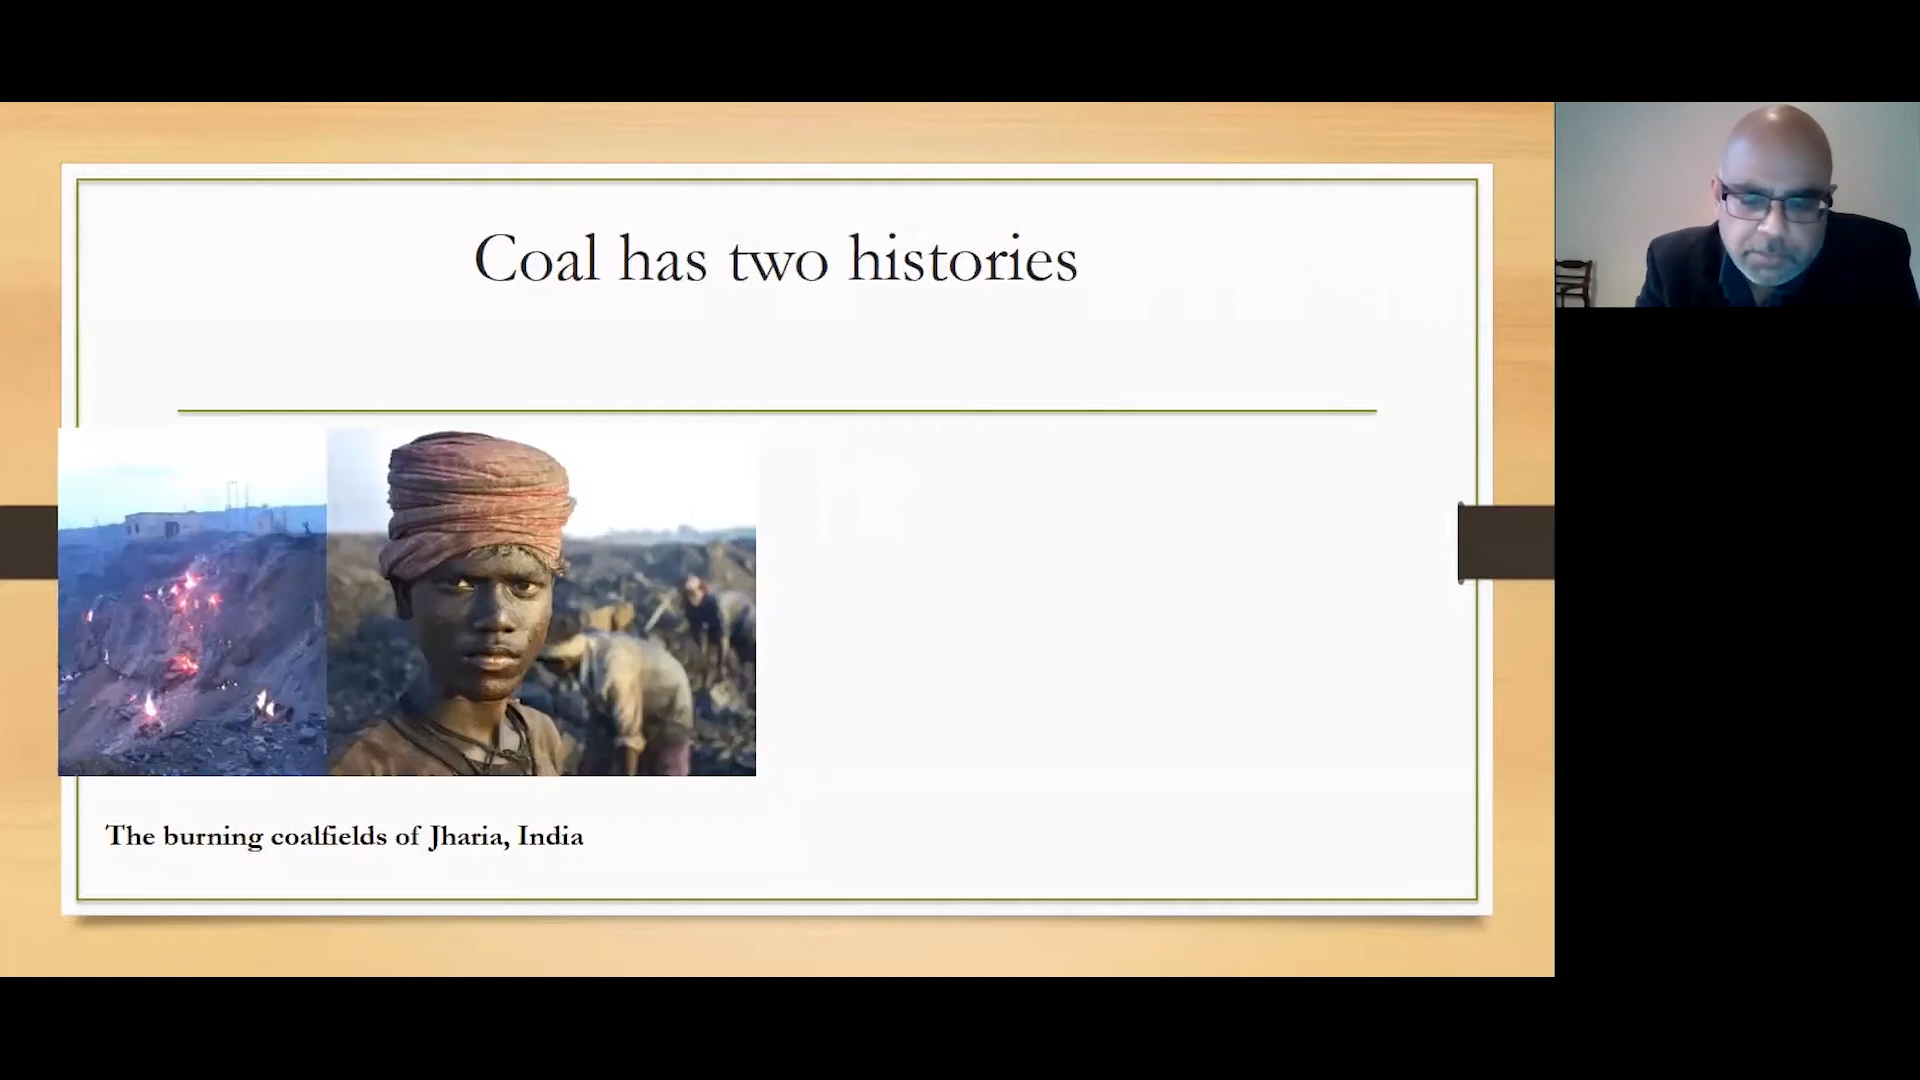 Coal has two histories
The burning coalfields of Jharia, India